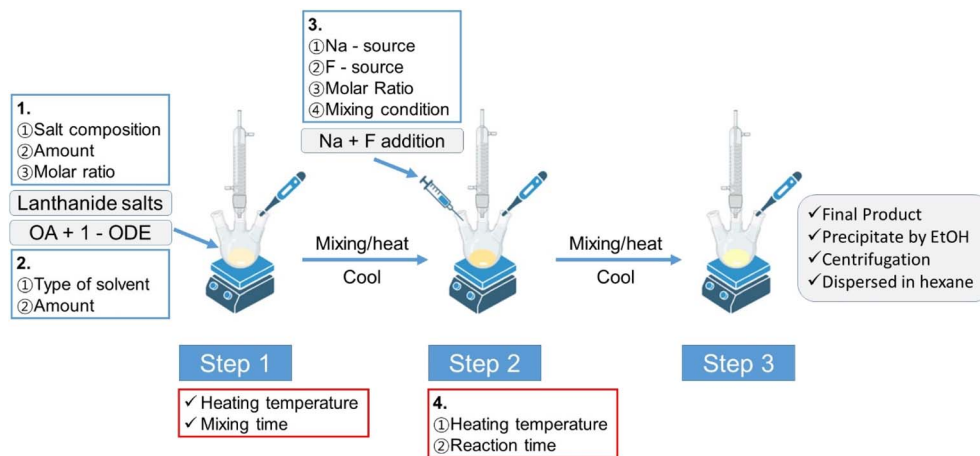 1.
①Salt composition
②Amount
③Molar ratio
Lanthanide salts
OA + 1 - ODE
2.
①Type of solvent
②Amount
3.
①Na - source
②F - source
③Molar Ratio
④Mixing condition
Na + F addition
Mixing/heat
Cool
Mixing/heat
Cool
✓Final Product
✓Precipitate by EtOH
✓Centrifugation
✓Dispersed in hexane
Step 1
✓ Heating temperature
✓ Mixing time
Step 2
4.
①Heating temperature
②Reaction time
Step 3